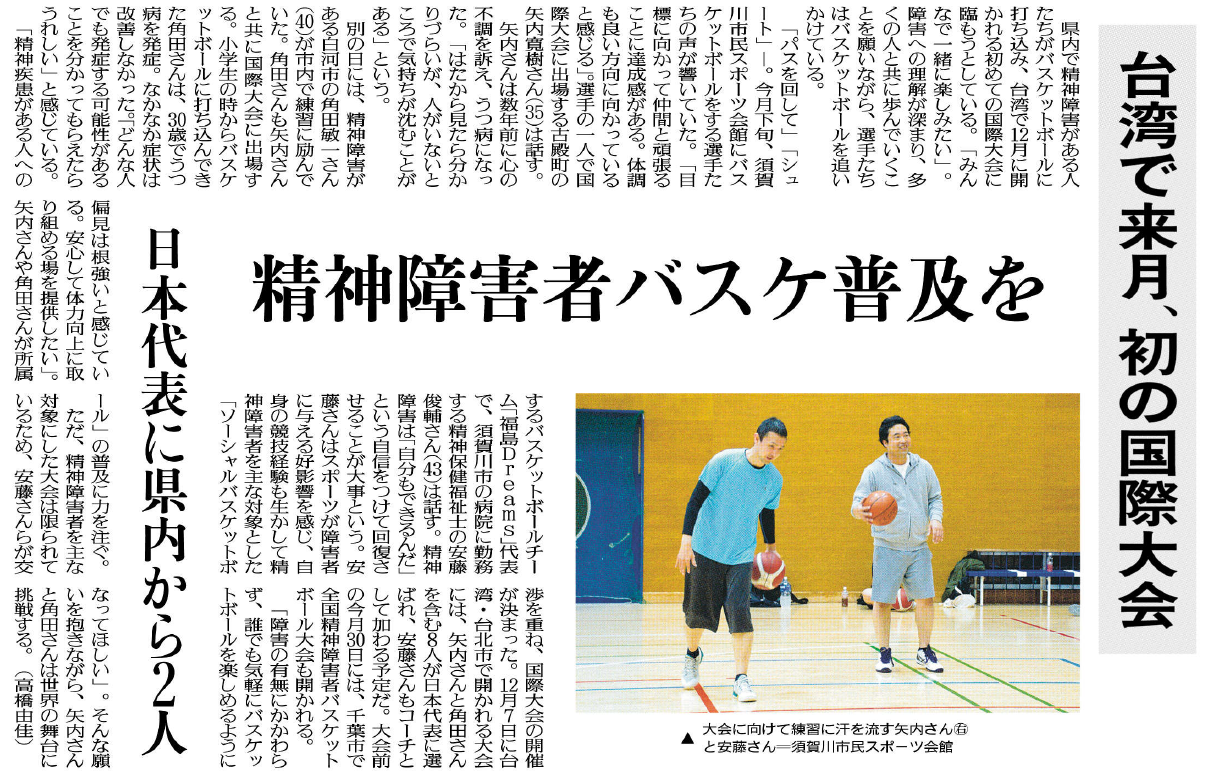 台湾で来月、初の国際大会
精神障害者バスケ普及を
日本代表に県内から2人
県内で精神障害がある人
たちがバスケットボールに
打ち込み、台湾で12月に開
かれる初めての国際大会に
臨もうとしている。「みん
なで一緒に楽しみたい」。
障害への理解が深まり、多
くの人と共に歩んでいくこ
とを願いながら、選手たち
はバスケットボールを追い
かけている。
「パスを回して」「シュ
ート」―。今月下旬、須賀
川市民スポーツ会館にバス
ケットボールをする選手た
ちの声が響いていた。「目
標に向かって仲間と頑張る
ことに達成感がある。体調
も良い方向に向かっている
と感じる」。選手の一人で国
際大会に出場する古殿町の
矢内寛樹さん(35)は話す。
矢内さんは数年前に心の
不調を訴え、うつ病になっ
た。「はたから見たら分か
りづらいが、人がいないと
ころで気持ちが沈むことが
ある」という。
別の日には、精神障害が
ある白河市の角田敏一さん
(40)が市内で練習に励んで
いた。角田さんも矢内さん
と共に国際大会に出場す
る。小学生の時からバスケ
ットボールに打ち込んでき
た角田さんは、30歳でうつ
病を発症。なかなか症状は
改善しなかった。「どんな人
でも発症する可能性がある
ことを分かってもらえたら
うれしい」と感じている。
「精神疾患がある人への
偏見は根強いと感じてい
る。安心して体力向上に取
り組める場を提供したい」。
矢内さんや角田さんが所属
するバスケットボールチー
ム「福島Dreams」代表
で、須賀川市の病院に勤務
する精神保健福祉士の安藤
俊輔さん(43)は話す。精神
障害は「自分もできるんだ」
という自信をつけて回復さ
せることが大事という。安
藤さんはスポーツが障害者
に与える好影響を感じ、自
身の競技経験も生かして精
神障害者を主な対象とした
「ソーシャルバスケットボ
ール」の普及に力を注ぐ。
ただ、精神障害者を主な
対象にした大会は限られて
いるため、安藤さんらが交
渉を重ね、国際大会の開催
が決まった。12月7日に台
湾・台北市で開かれる大会
には、矢内さんと角田さん
を含む8人が日本代表に選
ばれ、安藤さんもコーチと
して加わる予定だ。大会前
の今月30日には、千葉市で
全国精神障害者バスケット
ボール大会も開かれる。
「障害の有無にかかわら
ず、誰でも気軽にバスケッ
トボールを楽しめるように
なってほしい」。そんな願
いを抱きながら、矢内さん
と角田さんは世界の舞台に
挑戦する。　（高橋由佳）
▲大会に向けて練習に汗を流す矢内さん㊨
と安藤さん＝須賀川市民スポーツ会館